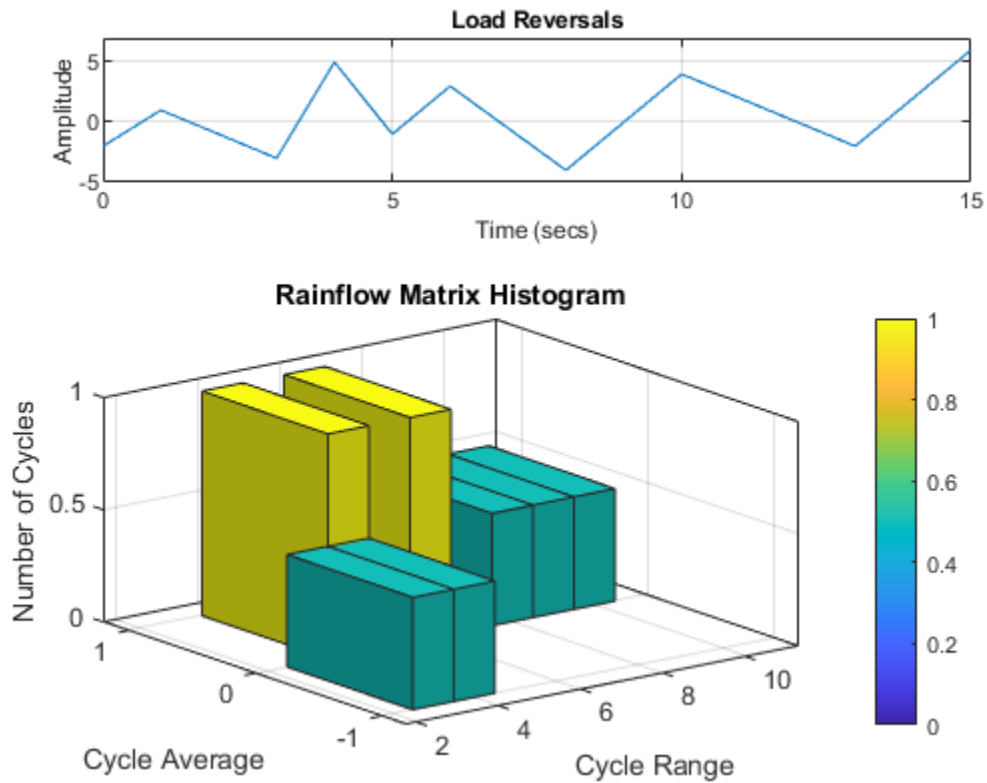 Load Reversals
5
0
-5
Amplitude
0 5 10 15
Time (secs)
Rainflow Matrix Histogram
1
0.5
0
Number of Cycles
1
0
-1
Cycle Average
2
4
6
8
10
Cycle Range
1
0.8
0.6
0.4
0.2
0